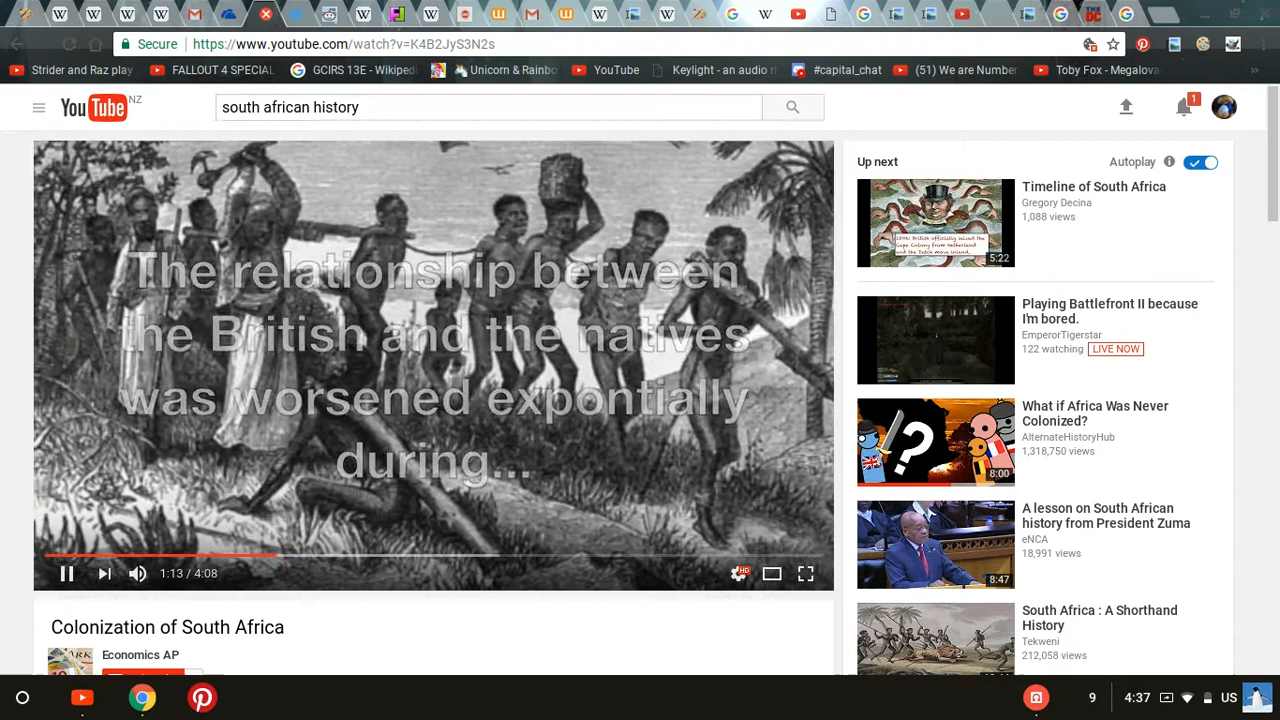 Secure
https://www.youtube.com/watch?v=K4B2JyS3N2s
Strider and Raz play
FALLOUT 4 SPECIAL
GCIRS 13E - Wikiped
Unicorn & Rainbo
YouTube
Keylight - an audio r
#capital_chat
(51) We are Number
Toby Fox - Megalova
YouTube NZ
south african history
1
The relationship between
the British and the natives
was worsened expontially
during...
1:13 / 4:08
HD
Colonization of South Africa
Economics AP
Up next
Autoplay
Timeline of South Africa
Gregory Decina
1,088 views
5:22
Playing Battlefront II because
I'm bored.
EmperorTigerstar
122 watching LIVE NOW
What if Africa Was Never
Colonized?
AlternateHistoryHub
1,318,750 views
8:00
A lesson on South African
history from President Zuma
eNCA
18,991 views
8:47
South Africa : A Shorthand
History
Tekweni
212,058 views
9
4:37
US